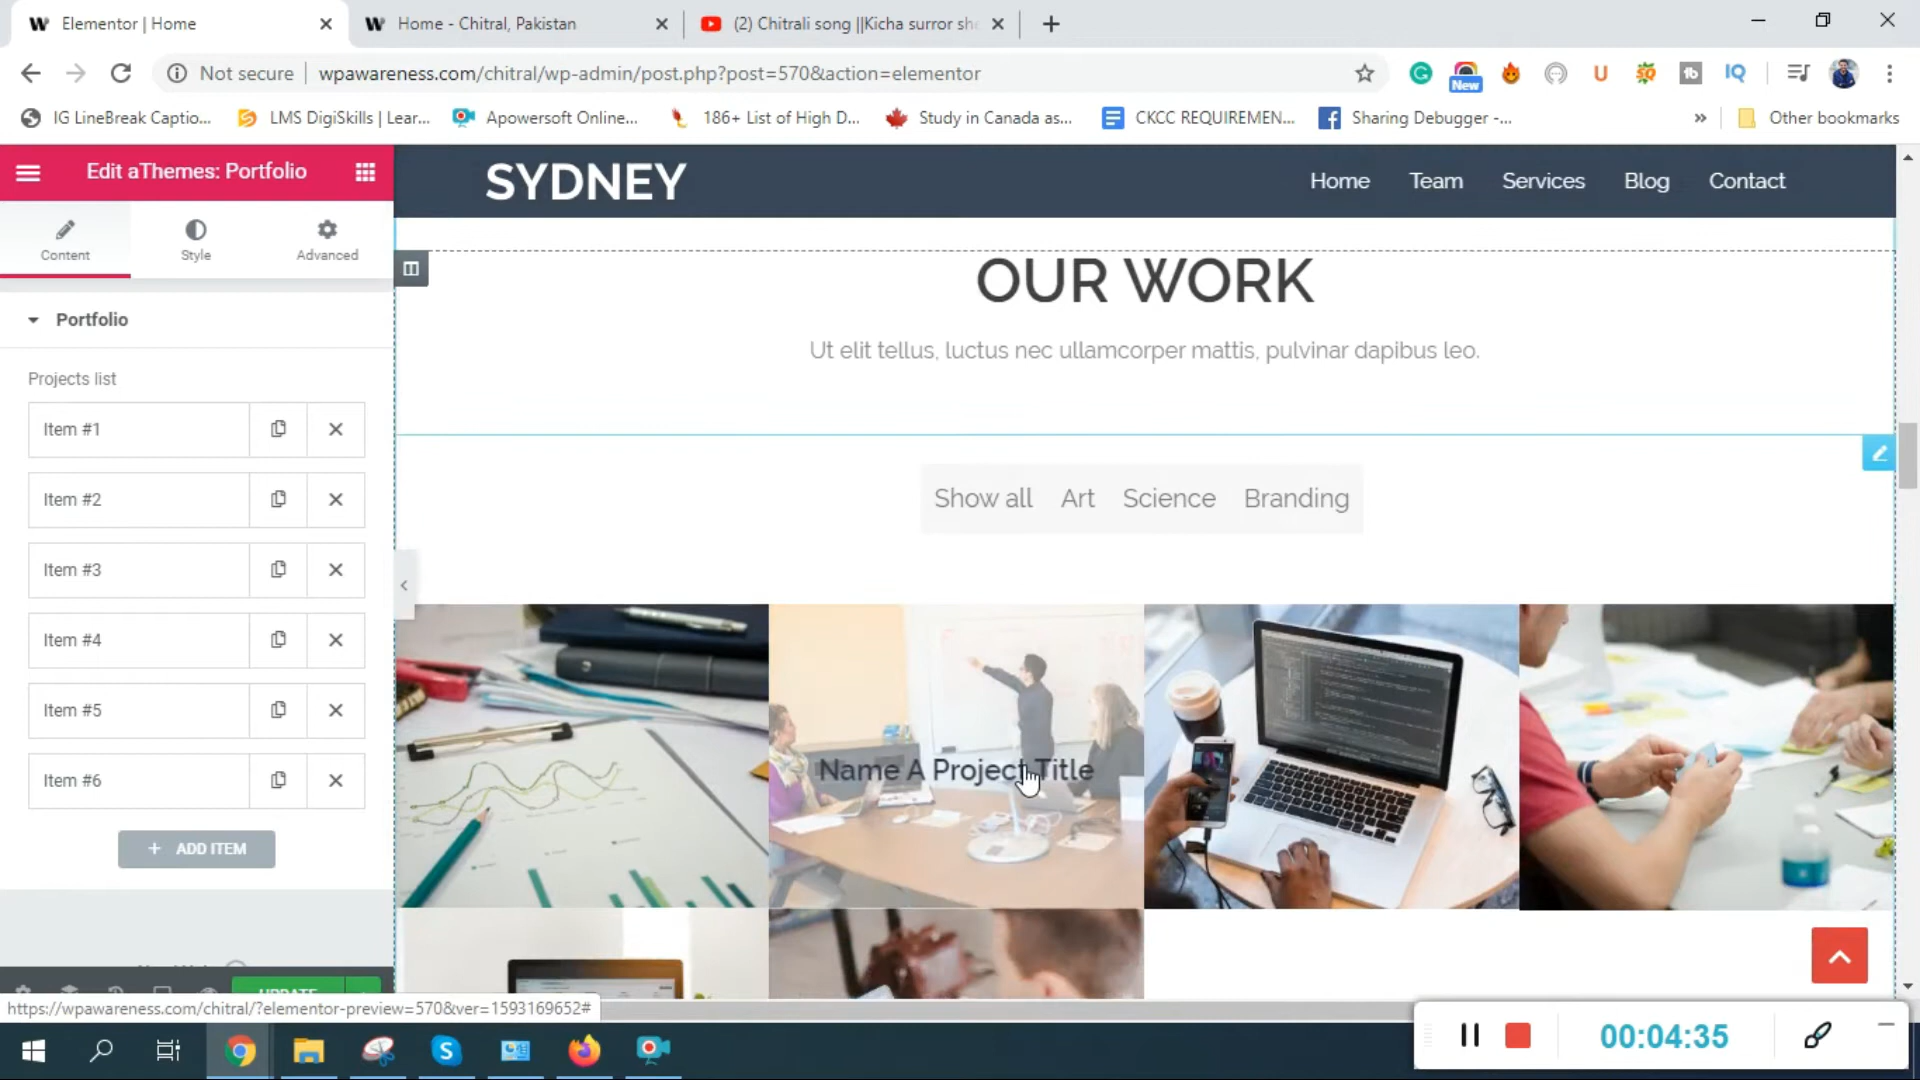 Elementor | Home
Home - Chitral, Pakistan
(2) Chitrali song ||Kicha surror sh
Not secure
wpawareness.com/chitral/wp-admin/post.php?post=570&action=elementor
New
IG LineBreak Captio...
LMS DigiSkills | Lear...
Apowersoft Online...
186+ List of High D...
Study in Canada as...
CKCC REQUIREMEN...
Sharing Debugger -...
Other bookmarks
Edit aThemes: Portfolio
Content
Style
Advanced
Portfolio
Projects list
Item #1
Item #2
Item #3
Item #4
Item #5
Item #6
ADD ITEM
UPDATE
SYDNEY
Home
Team
Services
Blog
Contact
OUR WORK
Ut elit tellus, luctus nec ullamcorper mattis, pulvinar dapibus leo.
Show all
Art
Science
Branding
Name A Project Title
https://wpawareness.com/chitral/?elementor-preview=570&ver=1593169652#
00:04:35